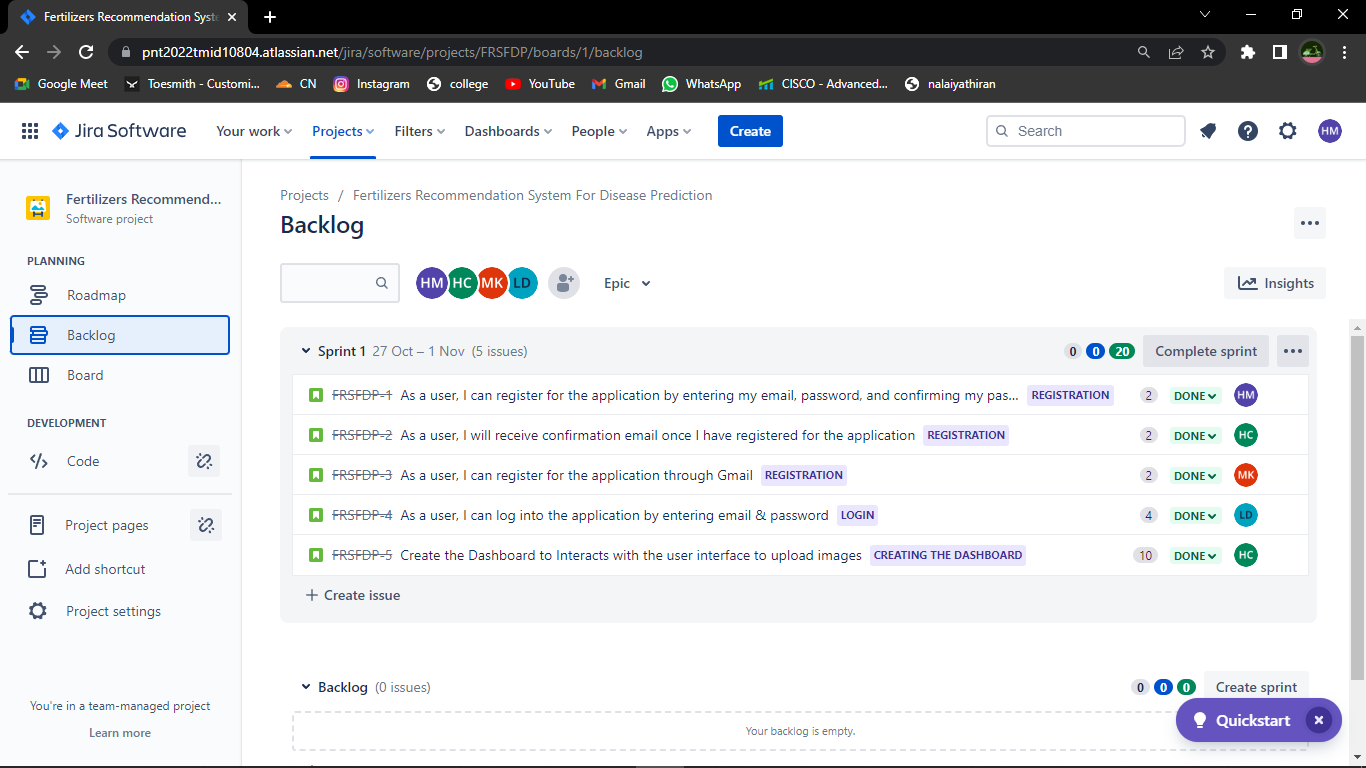 Fertilizers Recommendation Syste
pnt2022tmid10804.atlassian.net/jira/software/projects/FRSFDP/boards/1/backlog
Google Meet Toesmith - Customi... CN Instagram college YouTube Gmail WhatsApp CISCO - Advanced... nalaiyathiran
Jira Software Your work Projects Filters Dashboards People Apps Create Search HM
Fertilizers Recommend...
Software project
PLANNING
Roadmap
Backlog
Board
DEVELOPMENT
Code
Project pages
Add shortcut
Project settings
You're in a team-managed project
Learn more
Projects / Fertilizers Recommendation System For Disease Prediction
Backlog
HM HC MK LD Epic Insights
Sprint 1 27 Oct – 1 Nov (5 issues) 0 0 20 Complete sprint
FRSFDP-1 As a user, I can register for the application by entering my email, password, and confirming my pas... REGISTRATION 2 DONE HM
FRSFDP-2 As a user, I will receive confirmation email once I have registered for the application REGISTRATION 2 DONE HC
FRSFDP-3 As a user, I can register for the application through Gmail REGISTRATION 2 DONE MK
FRSFDP-4 As a user, I can log into the application by entering email & password LOGIN 4 DONE LD
FRSFDP-5 Create the Dashboard to Interacts with the user interface to upload images CREATING THE DASHBOARD 10 DONE HC
+ Create issue
Backlog (0 issues) 0 0 0 Create sprint
Your backlog is empty.
Quickstart